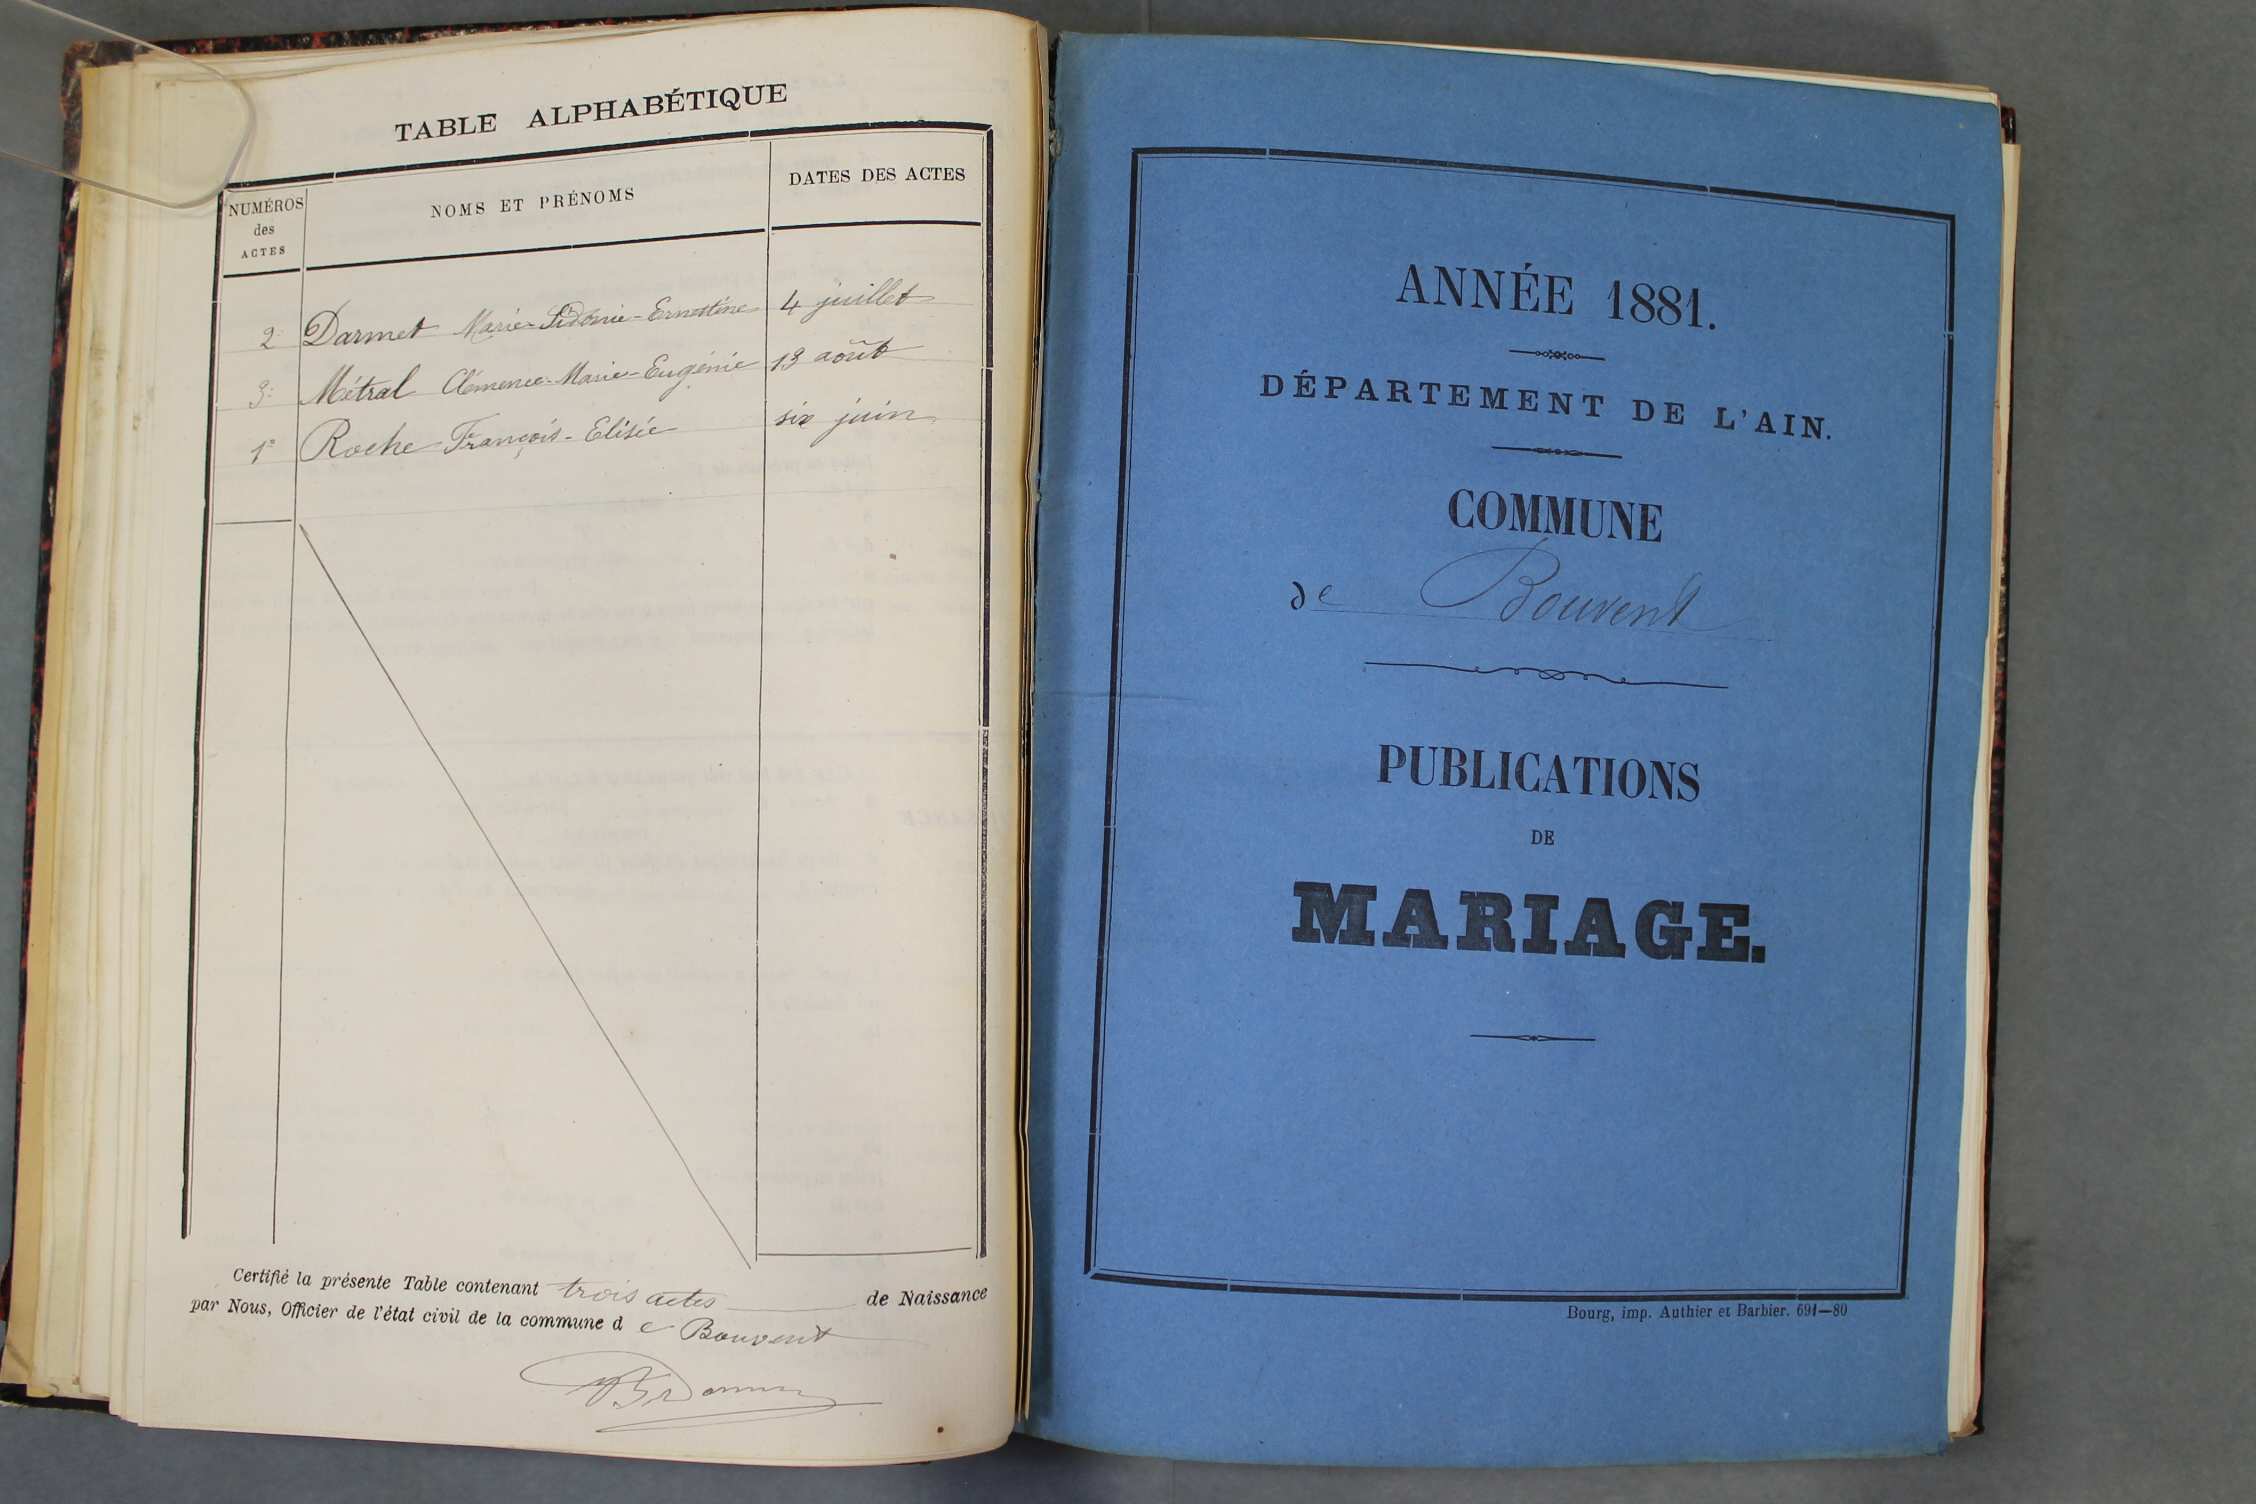 TABLE ALPHABÉTIQUE
NUMÉROS
des
ACTES
NOMS ET PRÉNOMS
DATES DES ACTES
2° Darmet Marie-Sidonie-Ernestine 4 juillet
3° Métral Clémence-Marie-Eugénie 13 août
1° Roche François-Elisée six juin
Certifié la présente Table contenant trois actes de Naissance
par Nous, Officier de l'état civil de la commune de Bouvent
ANNÉE 1881.
DÉPARTEMENT DE L'AIN.
COMMUNE
de Bouvent
PUBLICATIONS
DE
MARIAGE.
Bourg, imp. Authier et Barbier. 691—80